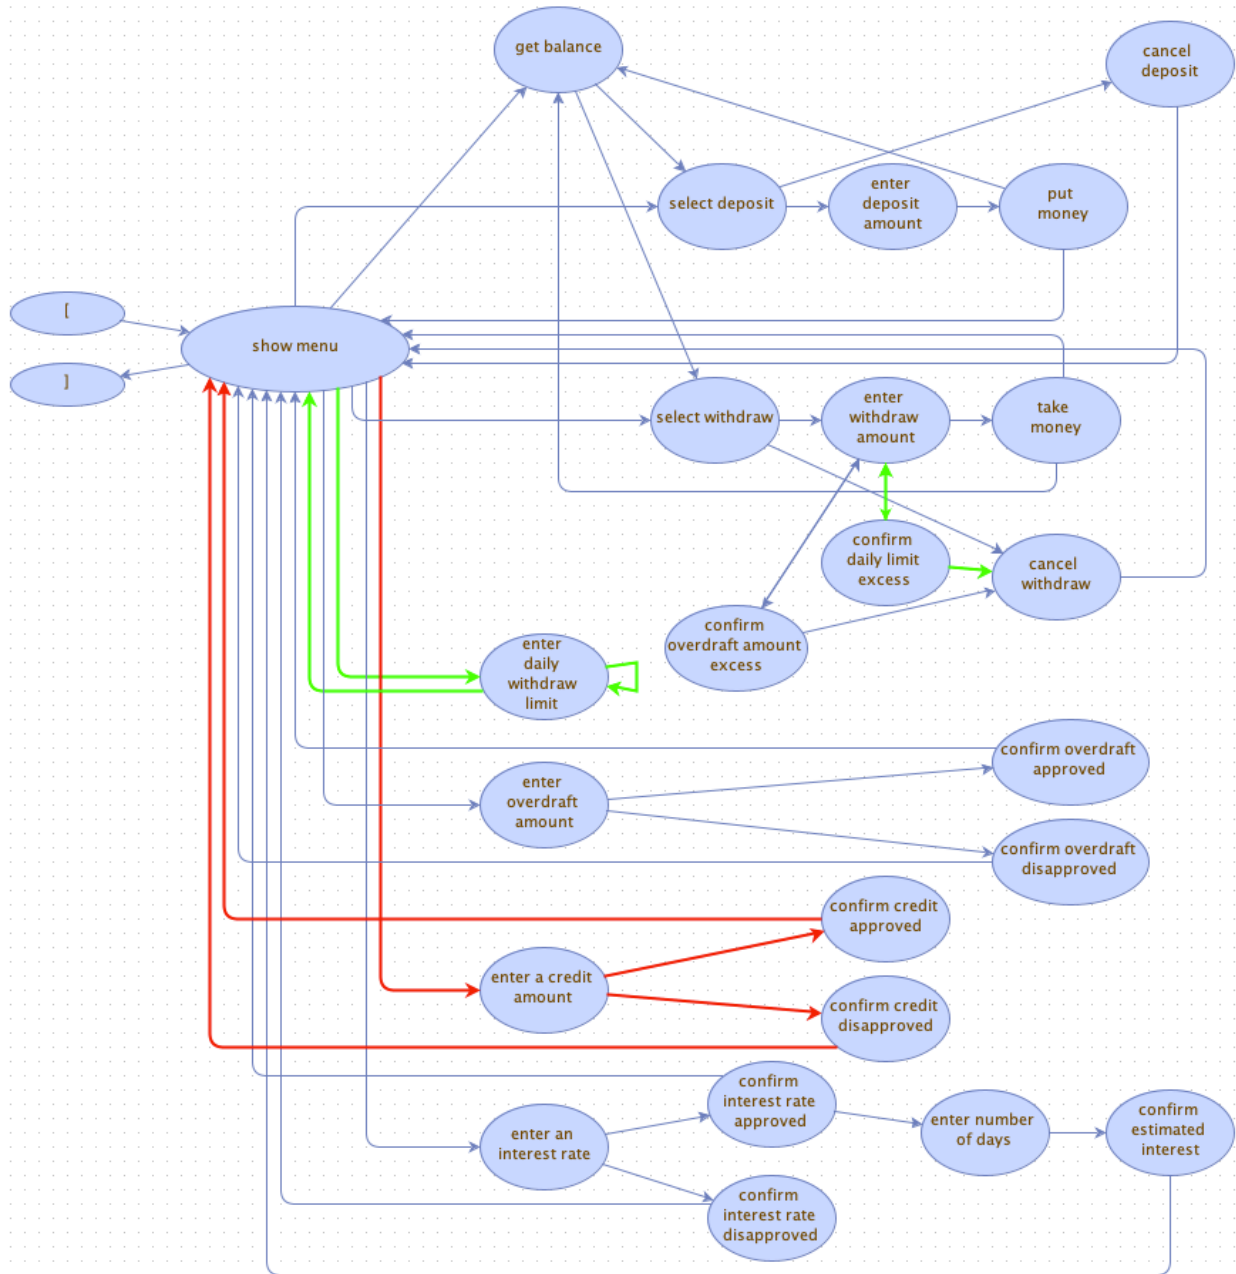 get balance
cancel
deposit
select deposit
enter
deposit
amount
put
money
[
show menu
]
select withdraw
enter
withdraw
amount
take
money
confirm
daily limit
excess
cancel
withdraw
confirm
overdraft amount
excess
enter
daily
withdraw
limit
confirm overdraft
approved
enter
overdraft
amount
confirm overdraft
disapproved
confirm credit
approved
enter a credit
amount
confirm credit
disapproved
confirm
interest rate
approved
enter an
interest rate
enter number
of days
confirm
estimated
interest
confirm
interest rate
disapproved